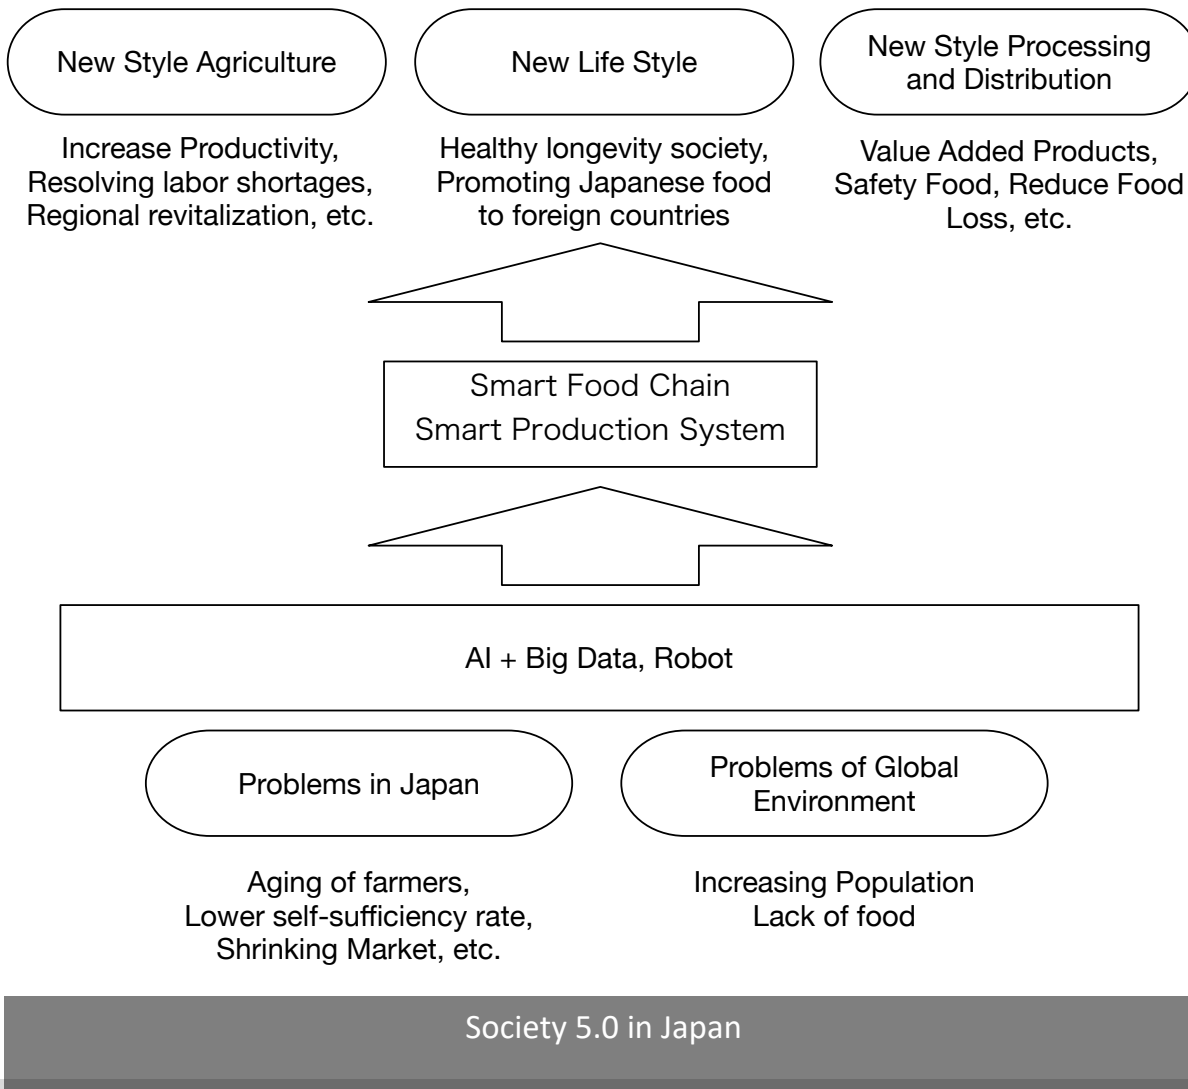 New Style Agriculture
New Life Style
New Style Processing
and Distribution
Increase Productivity,
Resolving labor shortages,
Regional revitalization, etc.
Healthy longevity society,
Promoting Japanese food
to foreign countries
Value Added Products,
Safety Food, Reduce Food
Loss, etc.
Smart Food Chain
Smart Production System
AI + Big Data, Robot
Problems in Japan
Problems of Global
Environment
Aging of farmers,
Lower self-sufficiency rate,
Shrinking Market, etc.
Increasing Population
Lack of food
Society 5.0 in Japan